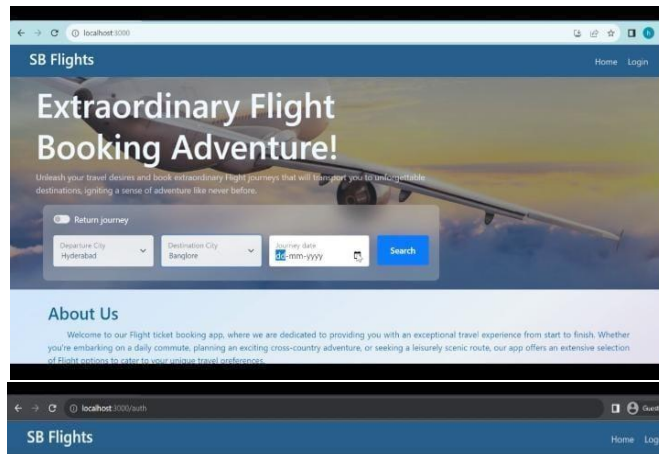 localhost:3000
SB Flights
Home Login
Extraordinary Flight
Booking Adventure!
Unleash your travel desires and book extraordinary Flight journeys that will transport you to unforgettable
destinations, igniting a sense of adventure like never before.
Return journey
Departure City
Hyderabad
Destination City
Banglore
Journey date
dd-mm-yyyy
Search
About Us
Welcome to our Flight ticket booking app, where we are dedicated to providing you with an exceptional travel experience from start to finish. Whether
you're embarking on a daily commute, planning an exciting cross-country adventure, or seeking a leisurely scenic route, our app offers an extensive selection
of Flight options to cater to your unique travel preferences.
localhost:3000/auth
Guest
SB Flights
Home Log